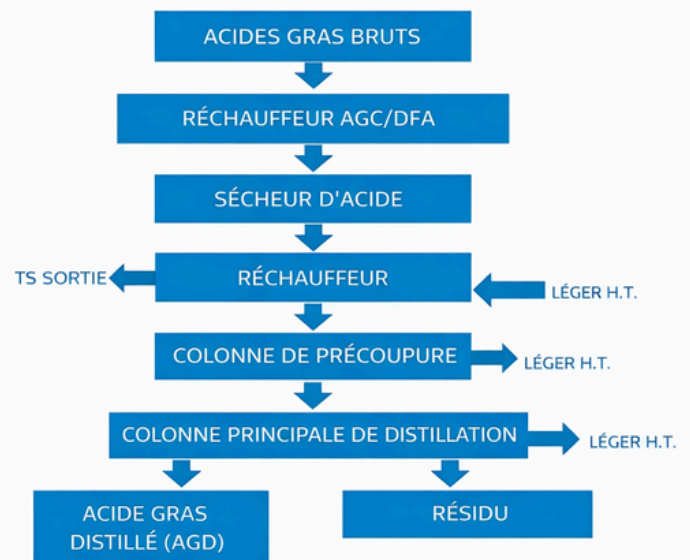 ACIDES GRAS BRUTS
RÉCHAUFFEUR AGC/DFA
SÉCHEUR D'ACIDE
TS SORTIE
RÉCHAUFFEUR
LÉGER H.T.
COLONNE DE PRÉCOUPURE
LÉGER H.T.
COLONNE PRINCIPALE DE DISTILLATION
LÉGER H.T.
ACIDE GRAS
DISTILLÉ (AGD)
RÉSIDU